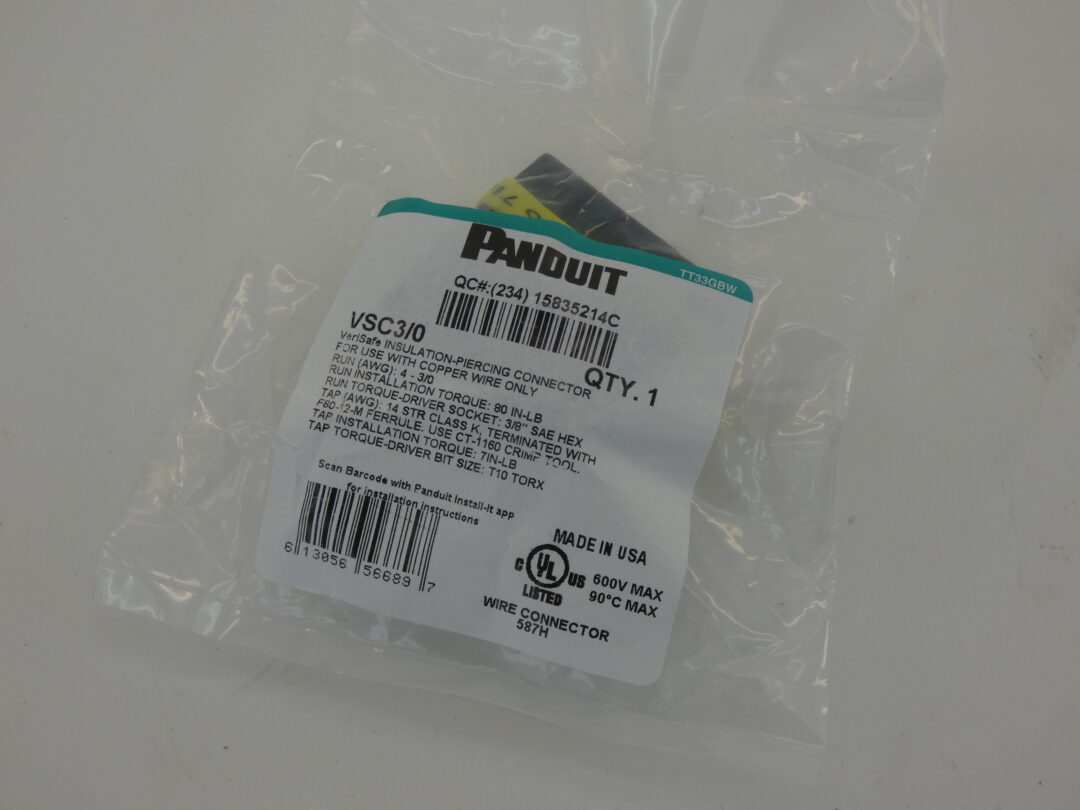 PANDUIT
TT33GBW
QC#:(234) 15835214C
VSC3/0
VeriSafe INSULATION-PIERCING CONNECTOR
FOR USE WITH COPPER WIRE ONLY
QTY. 1
RUN (AWG): 4 - 3/0
RUN INSTALLATION TORQUE: 80 IN-LB
RUN TORQUE-DRIVER SOCKET: 3/8" SAE HEX
TAP (AWG): 14 STR CLASS K, TERMINATED WITH
F80-12-M FERRULE. USE CT-1160 CRIMP TOOL.
TAP INSTALLATION TORQUE: 7IN-LB
TAP TORQUE-DRIVER BIT SIZE: T10 TORX
Scan Barcode with Panduit Install-It app
for installation instructions
6 13056 56689 7
MADE IN USA
C UL US
LISTED
600V MAX
90°C MAX
WIRE CONNECTOR
587H